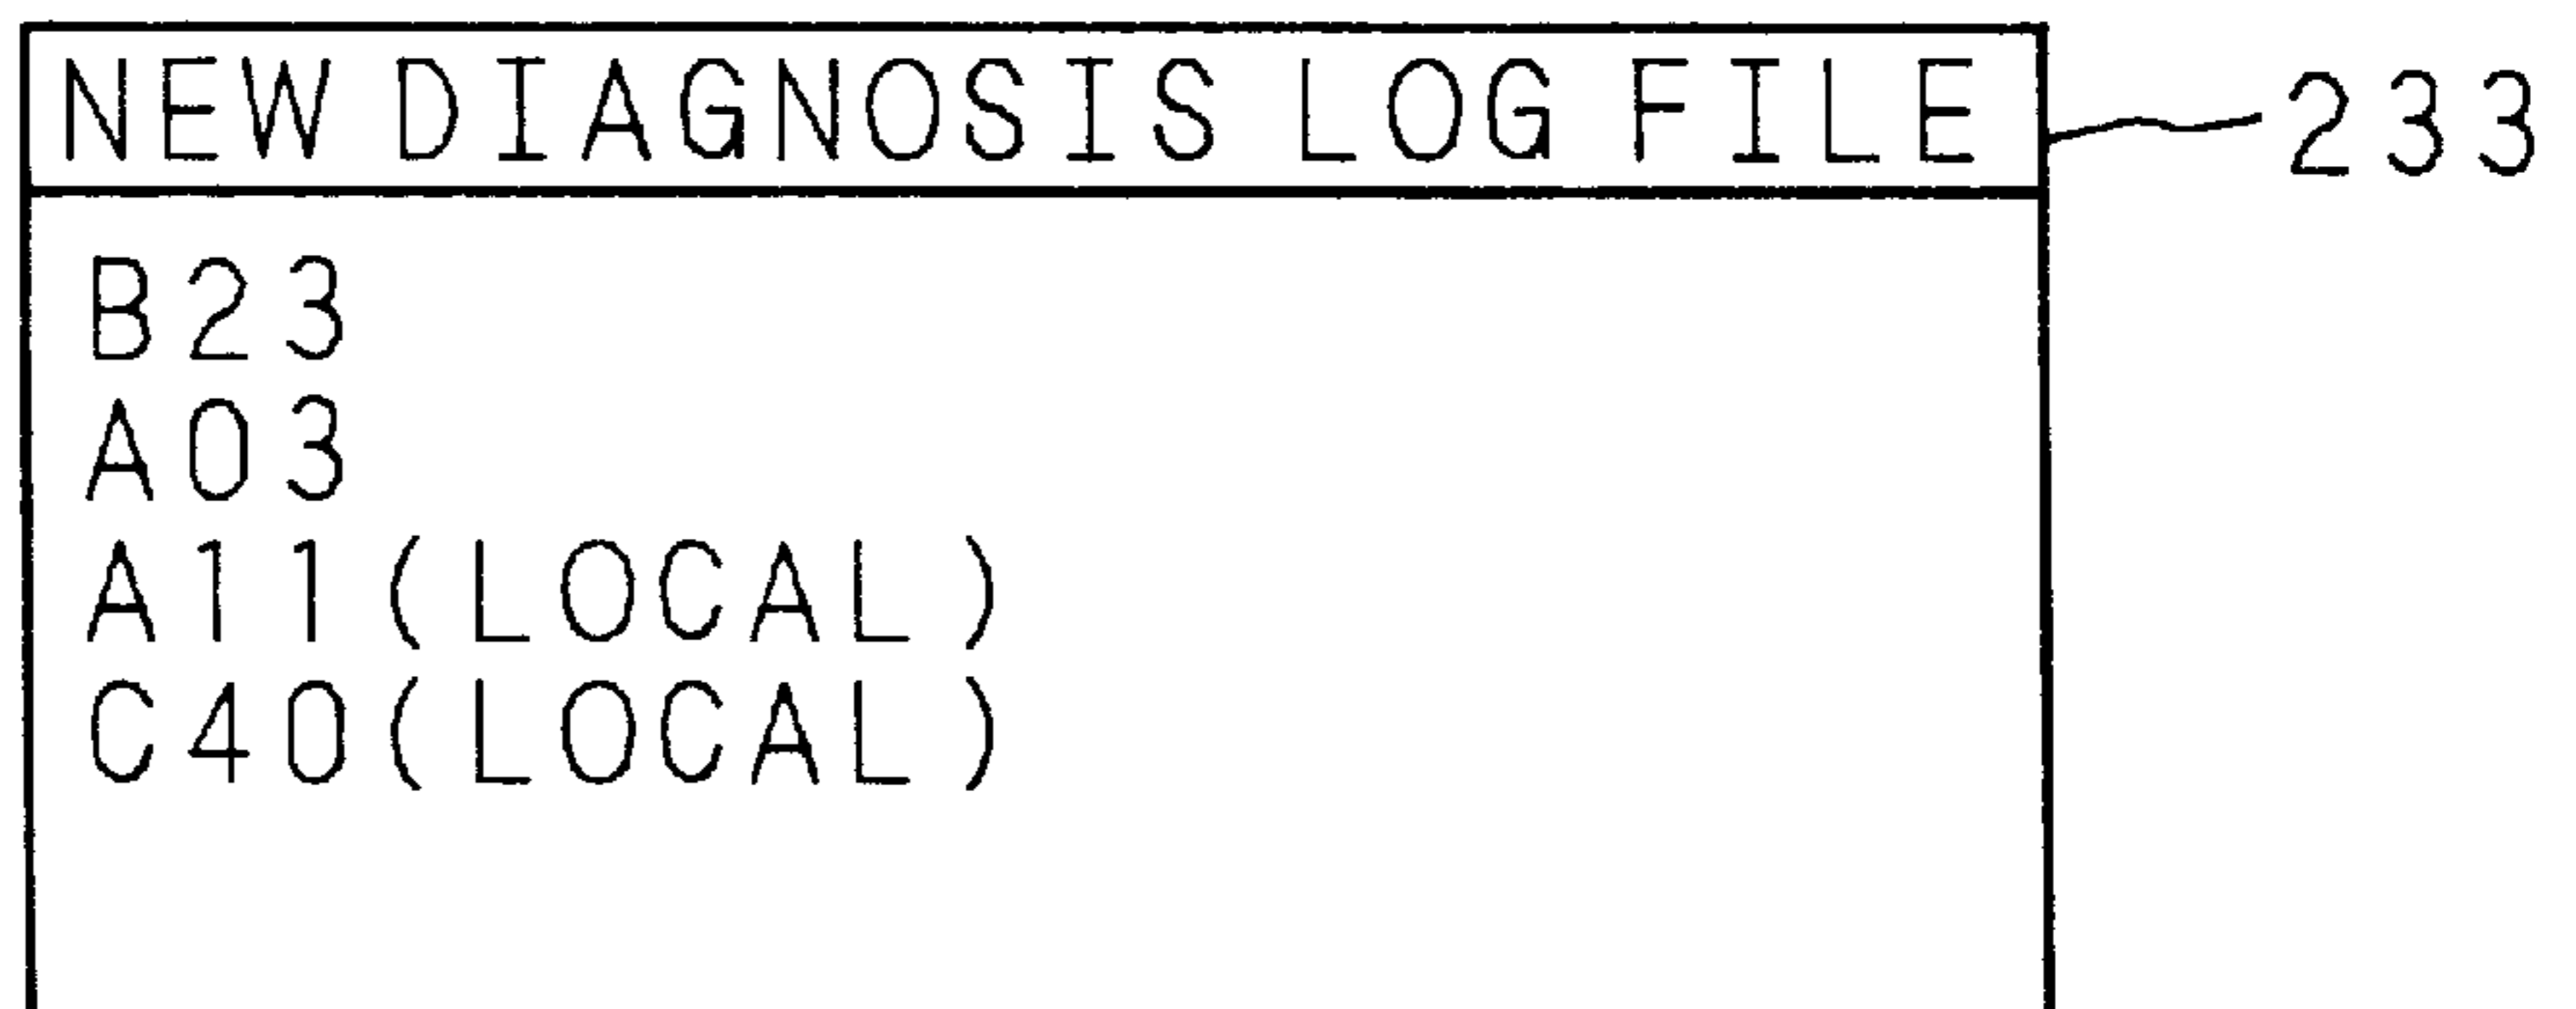 NEW DIAGNOSIS LOG FILE
233
B23
A03
A11(LOCAL)
C40(LOCAL)